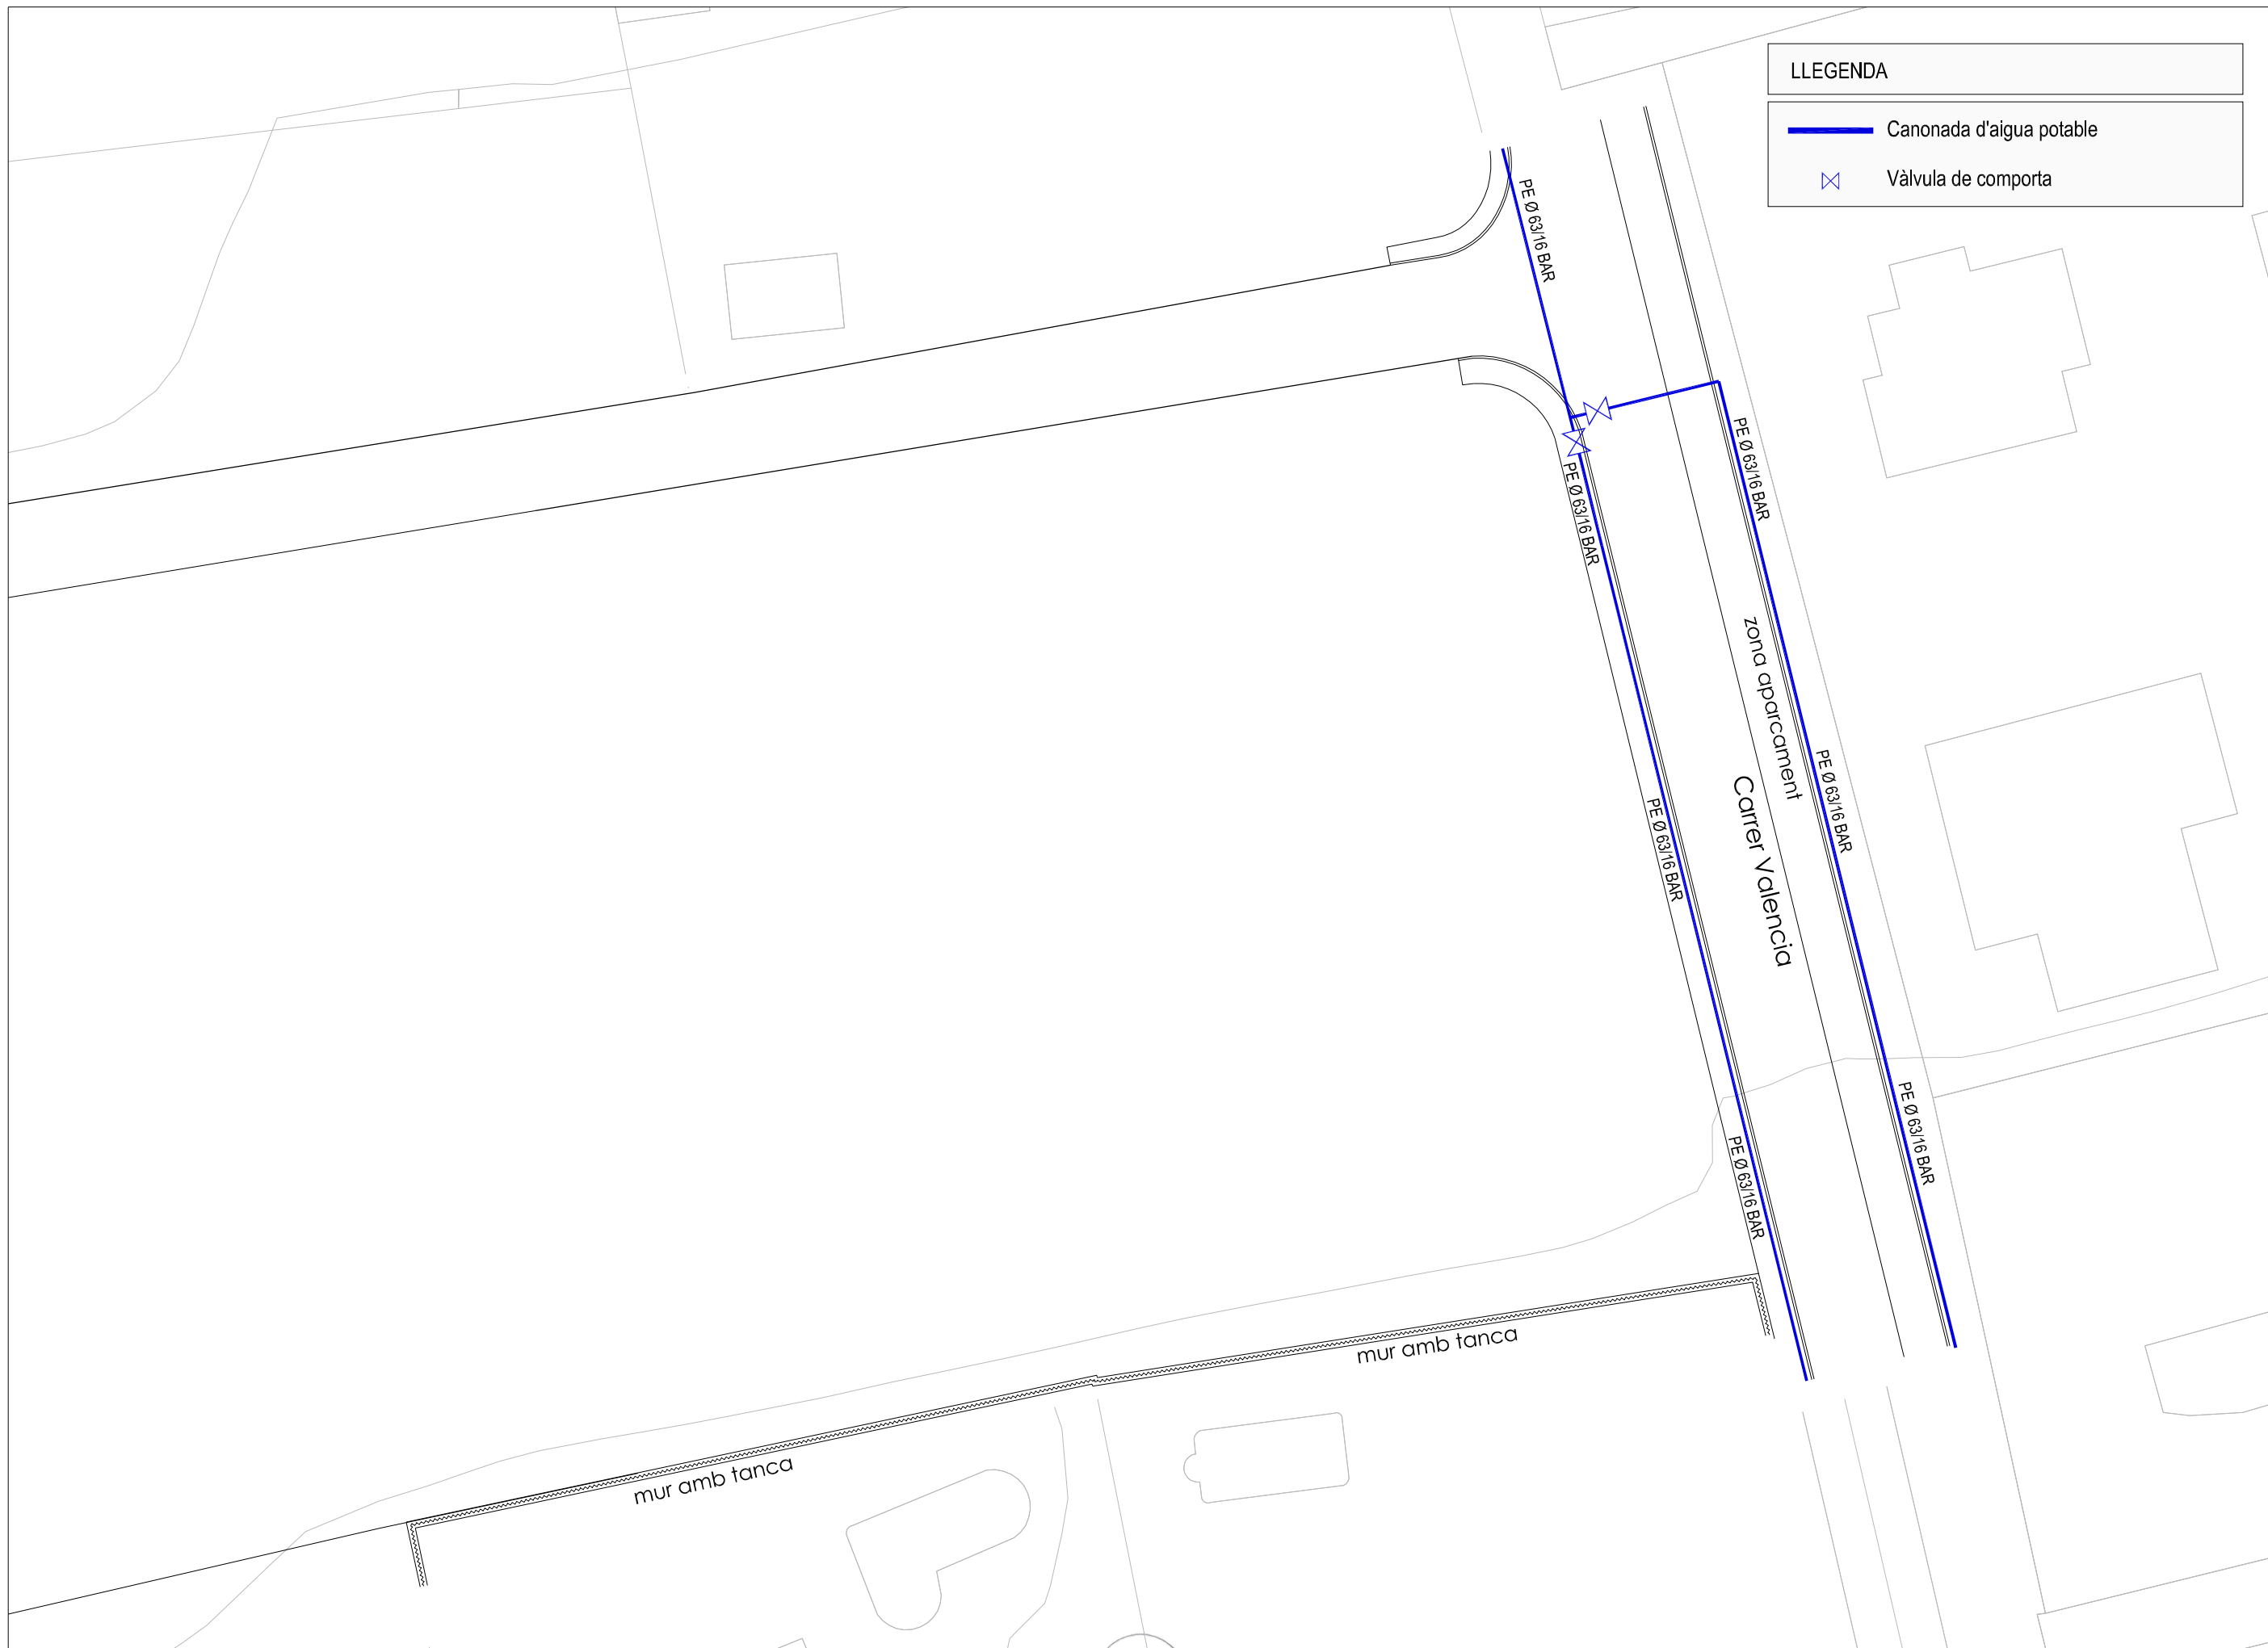 LLEGENDA
Canonada d'aigua potable
Vàlvula de comporta
PE Ø 63/16 BAR
PE Ø 63/16 BAR
PE Ø 63/16 BAR
zona aparcament
Carrer Valencia
PE Ø 63/16 BAR
PE Ø 63/16 BAR
PE Ø 63/16 BAR
PE Ø 63/16 BAR
mur amb tanca
mur amb tanca